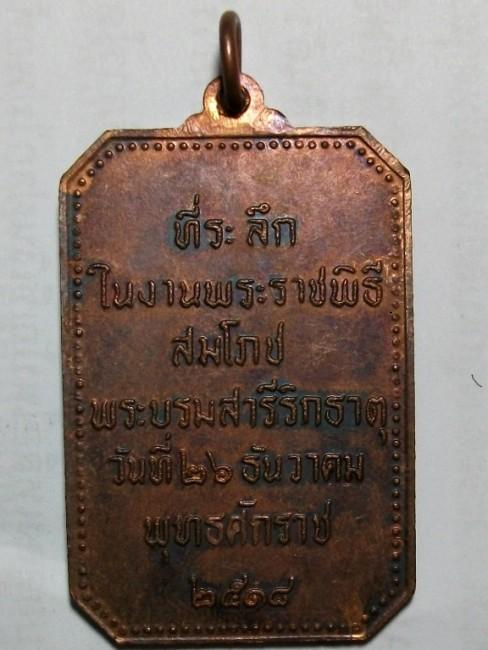 ที่ระลึก
ในงานพระราชพิธี
สมโภช
พระบรมสารีริกธาตุ
วันที่๒๖ ธันวาคม
พุทธศักราช
๒๕๑๘